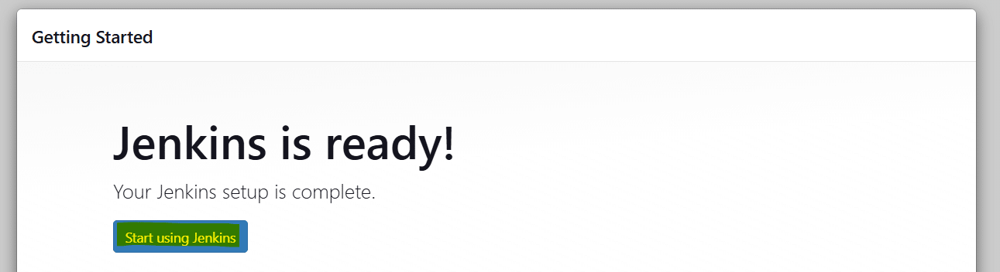 Getting Started
Jenkins is ready!
Your Jenkins setup is complete.
Start using Jenkins